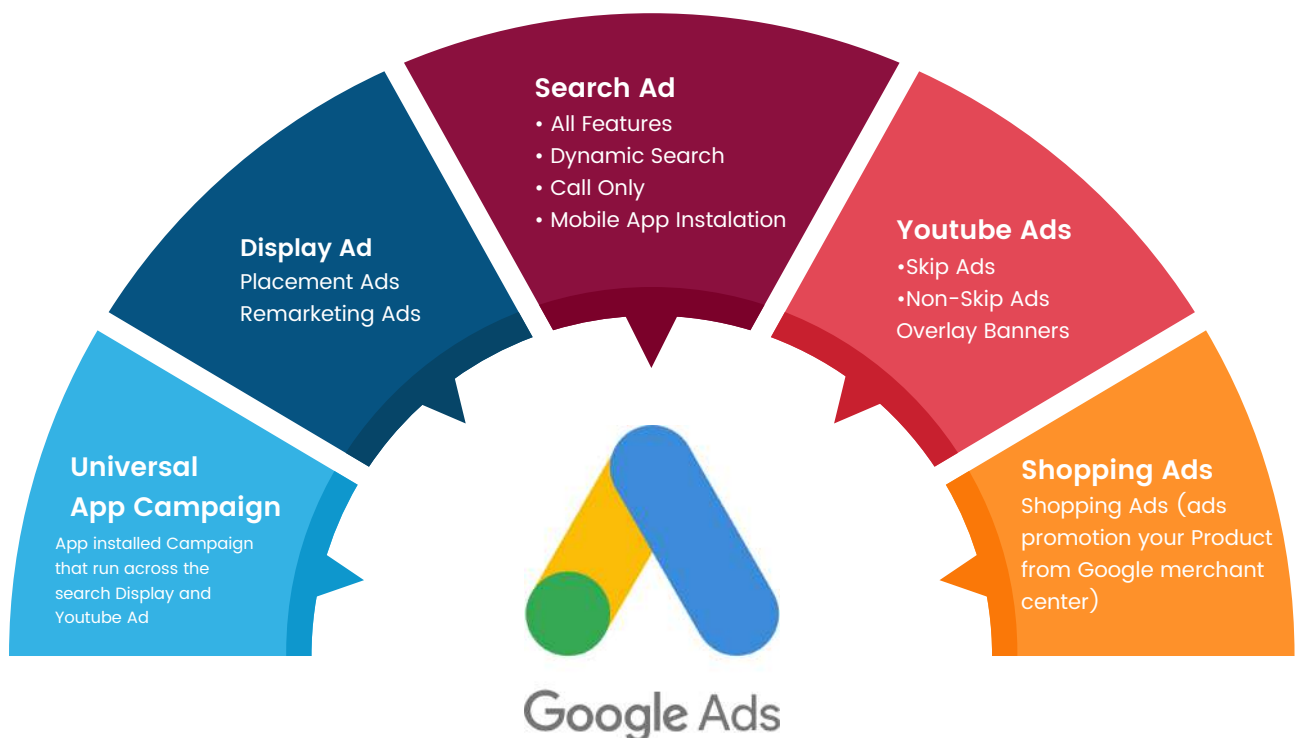 Search Ad
• All Features
• Dynamic Search
• Call Only
• Mobile App Instalation
Display Ad
Placement Ads
Remarketing Ads
Youtube Ads
•Skip Ads
•Non-Skip Ads
Overlay Banners
Universal
App Campaign
App installed Campaign
that run across the
search Display and
Youtube Ad
Shopping Ads
Shopping Ads (ads
promotion your Product
from Google merchant
center)
Google Ads